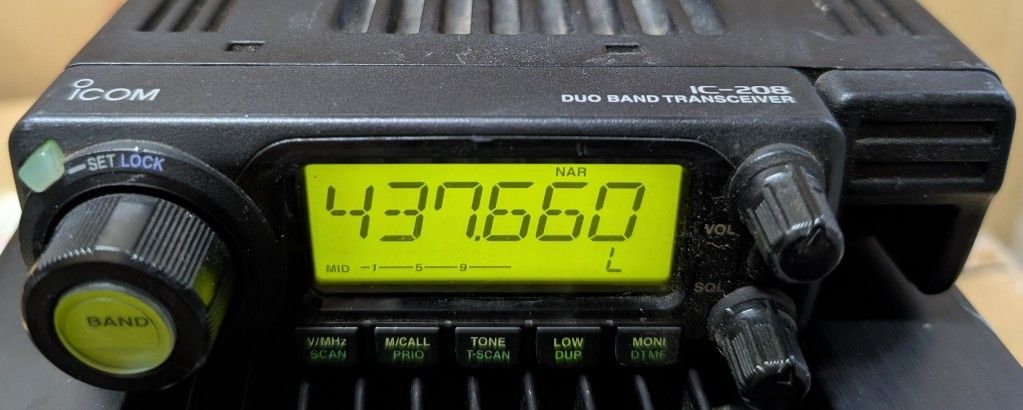 ICOM
IC-208
DUO BAND TRANSCEIVER
SET LOCK
NAR
437.660
MID -1-5-9-
L
VOL
SQL
BAND
V/MHz M/CALL TONE LOW MONI
SCAN PRIO T-SCAN DUP DTMF